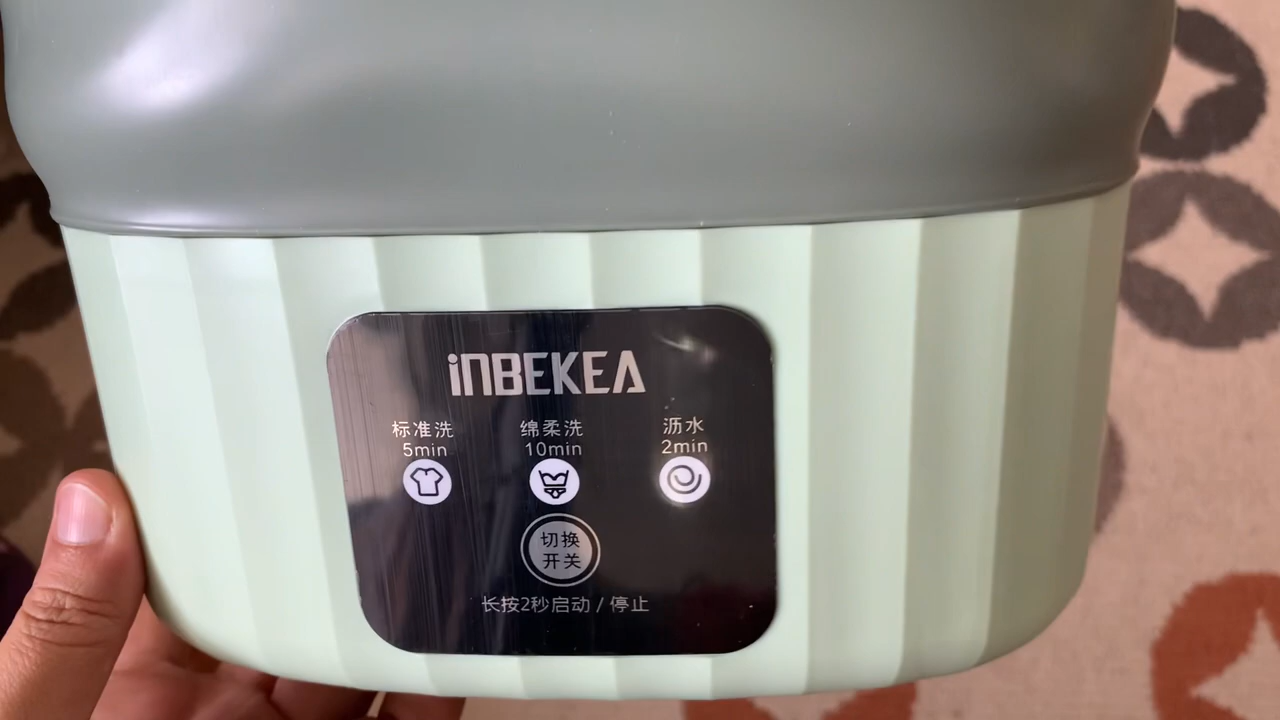 iNBEKEA
标准洗 绵柔洗 沥水
5min 10min 2min
切换
开关
长按2秒启动 / 停止